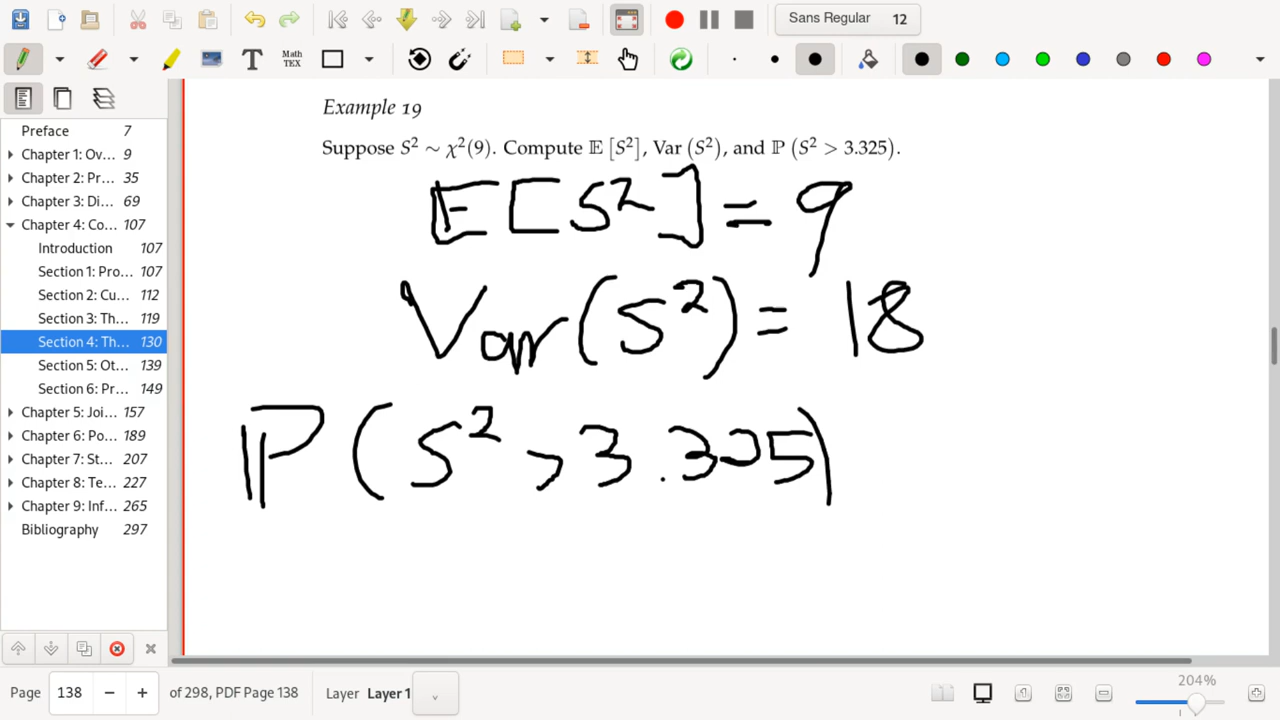 Sans Regular 12
T Math TEX
Preface 7
Chapter 1: Ov... 9
Chapter 2: Pr... 35
Chapter 3: Di... 69
Chapter 4: Co... 107
Introduction 107
Section 1: Pro... 107
Section 2: Cu... 112
Section 3: Th... 119
Section 4: Th... 130
Section 5: Ot... 139
Section 6: Pr... 149
Chapter 5: Joi... 157
Chapter 6: Po... 189
Chapter 7: St... 207
Chapter 8: Te... 227
Chapter 9: Inf... 265
Bibliography 297
Example 19
Suppose S² ∼ χ²(9). Compute 𝔼 [S²], Var (S²), and ℙ (S² > 3.325).
𝔼[S²] = 9
Var(S²) = 18
ℙ(S² > 3.325)
Page 138 − + of 298, PDF Page 138 Layer Layer 1 204%